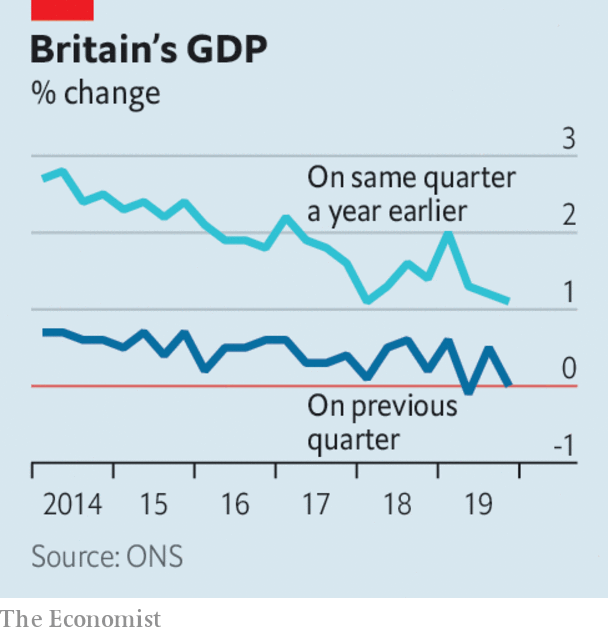 Britain's GDP
% change
3
On same quarter
a year earlier
2
1
0
On previous
quarter
-1
2014 15 16 17 18 19
Source: ONS
The Economist